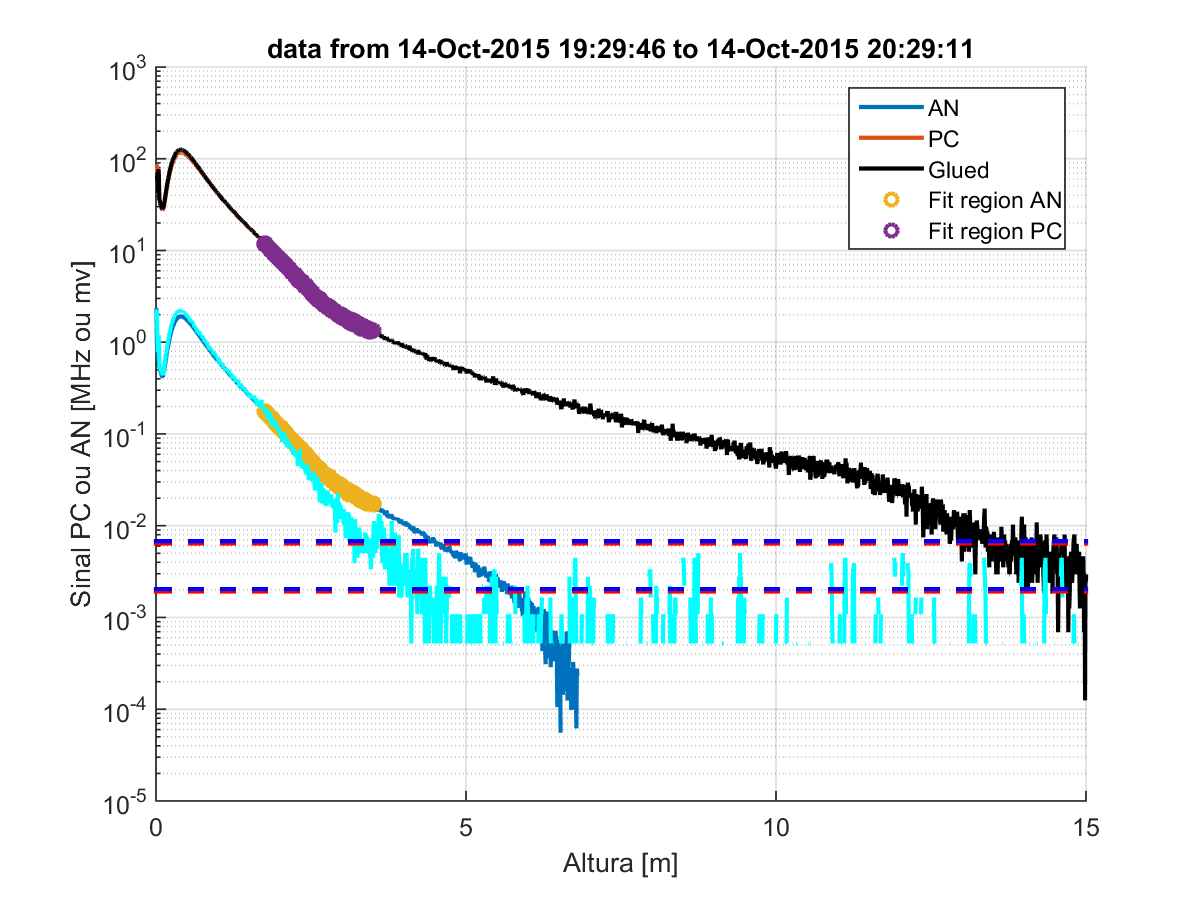 data from 14-Oct-2015 19:29:46 to 14-Oct-2015 20:29:11
10^3
10^2
10^1
10^0
10^-1
10^-2
10^-3
10^-4
10^-5
Sinal PC ou AN [MHz ou mv]
AN
PC
Glued
Fit region AN
Fit region PC
0
5
10
15
Altura [m]